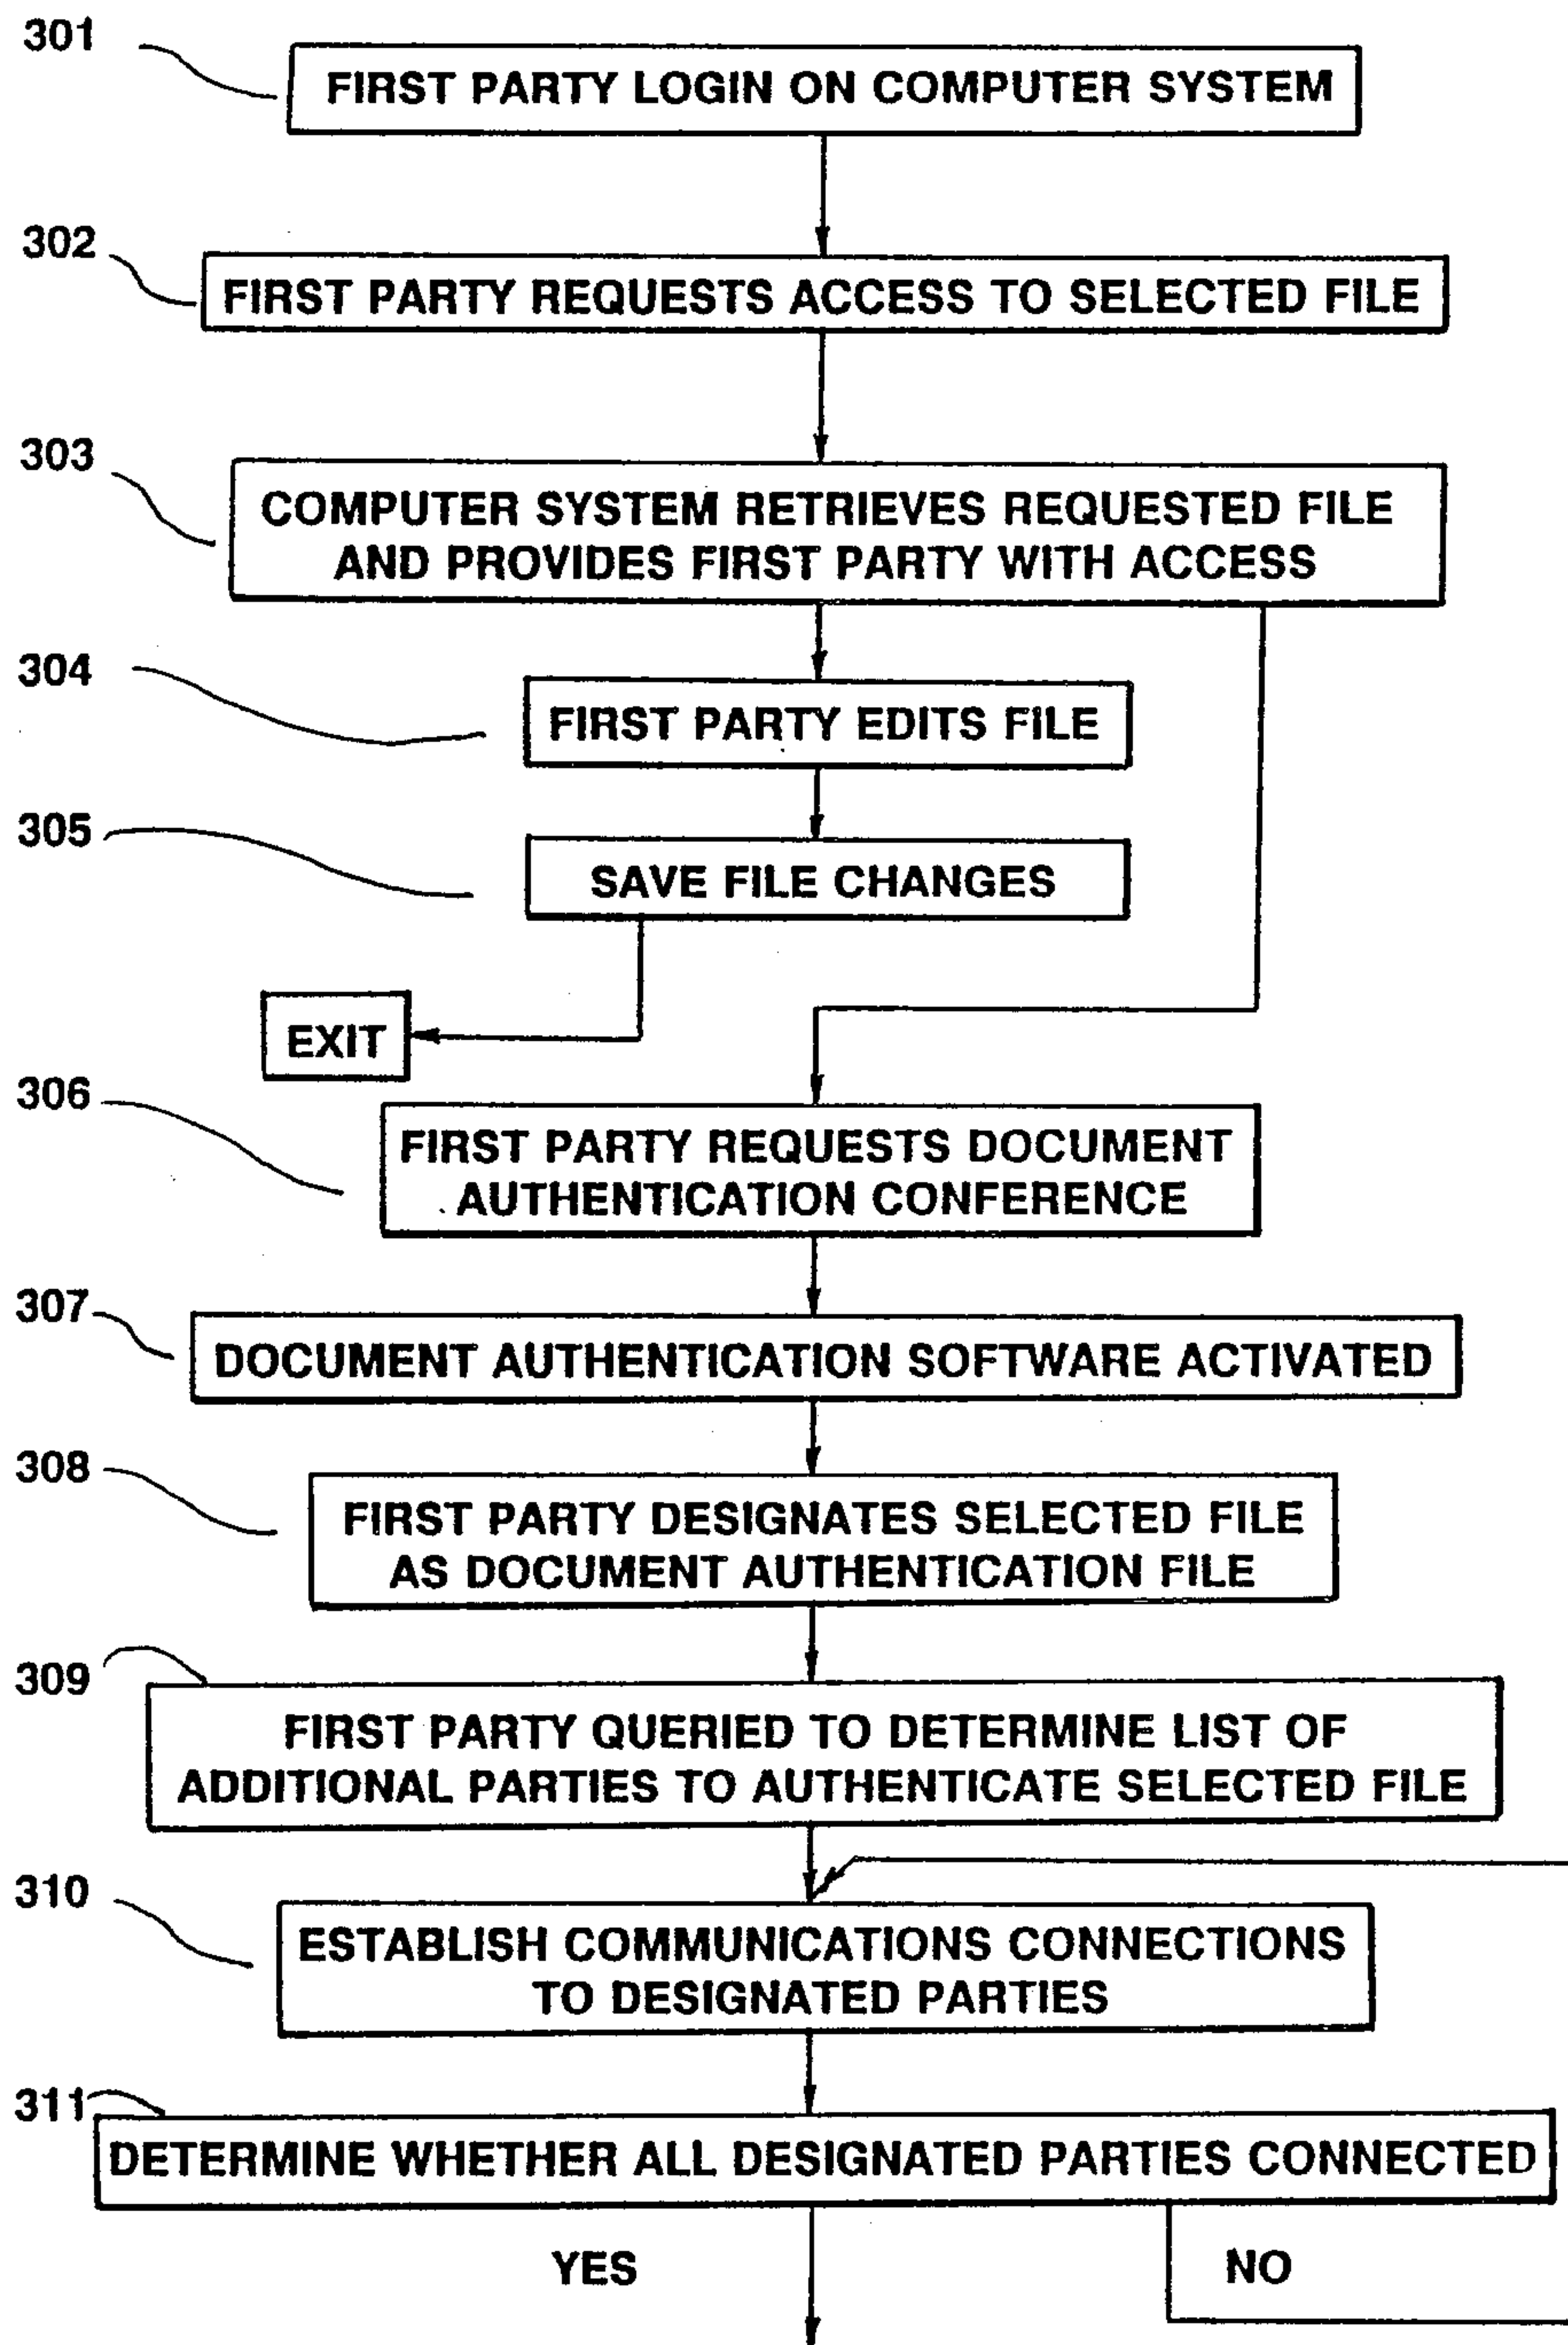 301
FIRST PARTY LOGIN ON COMPUTER SYSTEM
302
FIRST PARTY REQUESTS ACCESS TO SELECTED FILE
303
COMPUTER SYSTEM RETRIEVES REQUESTED FILE
AND PROVIDES FIRST PARTY WITH ACCESS
304
FIRST PARTY EDITS FILE
305
SAVE FILE CHANGES
EXIT
306
FIRST PARTY REQUESTS DOCUMENT
AUTHENTICATION CONFERENCE
307
DOCUMENT AUTHENTICATION SOFTWARE ACTIVATED
308
FIRST PARTY DESIGNATES SELECTED FILE
AS DOCUMENT AUTHENTICATION FILE
309
FIRST PARTY QUERIED TO DETERMINE LIST OF
ADDITIONAL PARTIES TO AUTHENTICATE SELECTED FILE
310
ESTABLISH COMMUNICATIONS CONNECTIONS
TO DESIGNATED PARTIES
311
DETERMINE WHETHER ALL DESIGNATED PARTIES CONNECTED
YES
NO